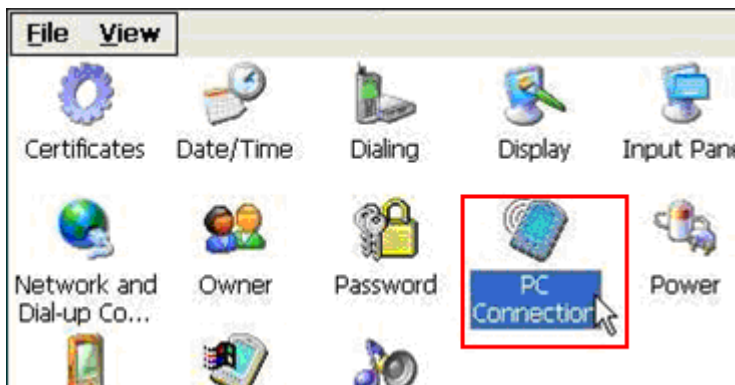 File View
Certificates Date/Time Dialing Display Input Pane
Network and Dial-up Co...
Owner
Password
PC Connection
Power